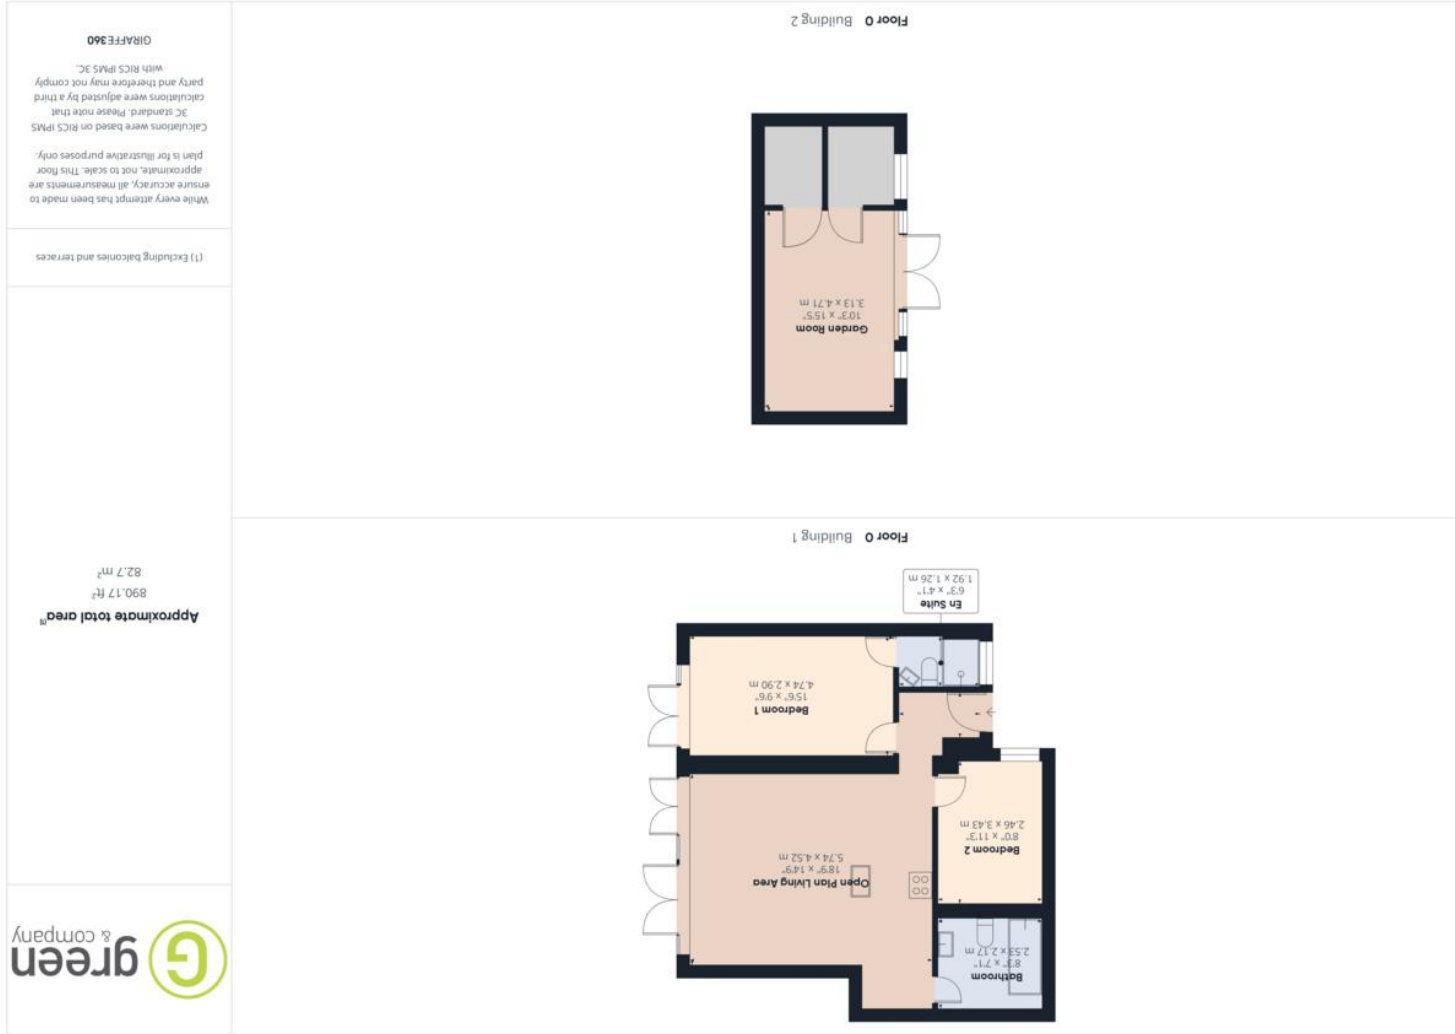 green
& company
Approximate total area(1)
890.17 ft²
82.7 m²
(1) Excluding balconies and terraces
While every attempt has been made to
ensure accuracy, all measurements are
approximate, not to scale. This floor
plan is for illustrative purposes only.
Calculations were based on RICS IPMS
3C standard. Please note that
calculations were adjusted by a third
party and therefore may not comply
with RICS IPMS 3C.
GIRAFFE360
Bathroom
8'3" x 7'1"
2.53 x 2.17 m
Open Plan Living Area
18'9" x 14'9"
5.74 x 4.52 m
Bedroom 2
8'0" x 11'3"
2.46 x 3.43 m
Bedroom 1
15'6" x 9'6"
4.74 x 2.90 m
En Suite
6'3" x 4'1"
1.92 x 1.26 m
Floor 0 Building 1
Garden Room
10'3" x 15'5"
3.13 x 4.71 m
Floor 0 Building 2